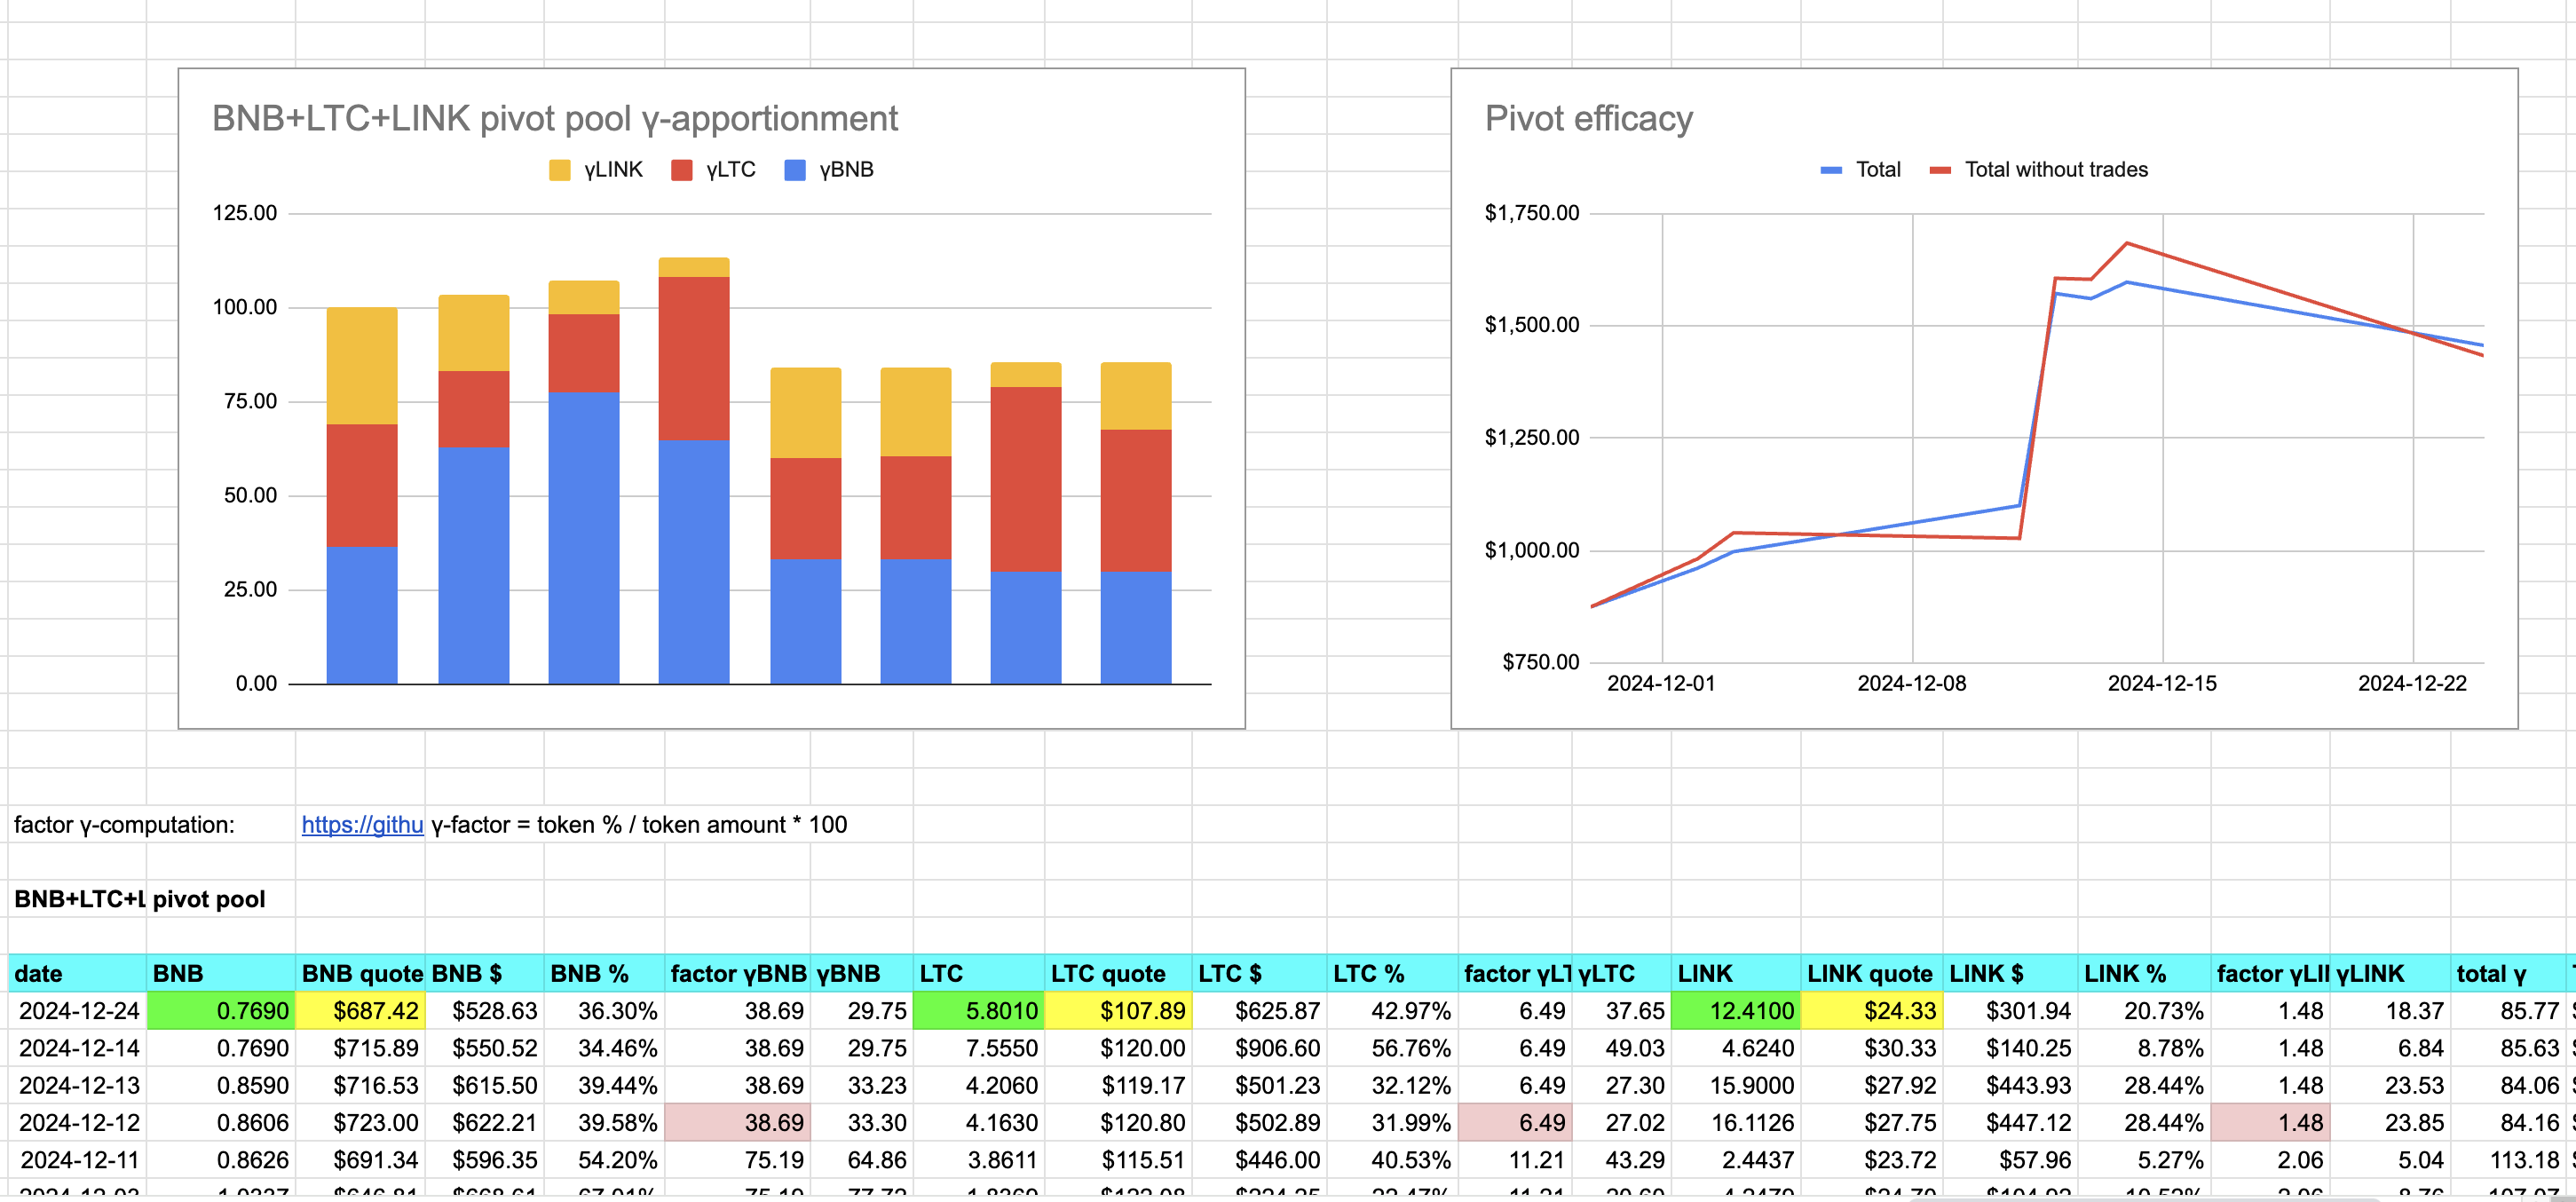 BNB+LTC+LINK pivot pool γ-apportionment
γLINK γLTC γBNB
125.00
100.00
75.00
50.00
25.00
0.00
Pivot efficacy
Total Total without trades
$1,750.00
$1,500.00
$1,250.00
$1,000.00
$750.00
2024-12-01 2024-12-08 2024-12-15 2024-12-22
factor γ-computation: https://githu γ-factor = token % / token amount * 100
BNB+LTC+L pivot pool
date BNB BNB quote BNB $ BNB % factor γBNB γBNB LTC LTC quote LTC $ LTC % factor γLT γLTC LINK LINK quote LINK $ LINK % factor γLII γLINK total γ
2024-12-24 0.7690 $687.42 $528.63 36.30% 38.69 29.75 5.8010 $107.89 $625.87 42.97% 6.49 37.65 12.4100 $24.33 $301.94 20.73% 1.48 18.37 85.77
2024-12-14 0.7690 $715.89 $550.52 34.46% 38.69 29.75 7.5550 $120.00 $906.60 56.76% 6.49 49.03 4.6240 $30.33 $140.25 8.78% 1.48 6.84 85.63
2024-12-13 0.8590 $716.53 $615.50 39.44% 38.69 33.23 4.2060 $119.17 $501.23 32.12% 6.49 27.30 15.9000 $27.92 $443.93 28.44% 1.48 23.53 84.06
2024-12-12 0.8606 $723.00 $622.21 39.58% 38.69 33.30 4.1630 $120.80 $502.89 31.99% 6.49 27.02 16.1126 $27.75 $447.12 28.44% 1.48 23.85 84.16
2024-12-11 0.8626 $691.34 $596.35 54.20% 75.19 64.86 3.8611 $115.51 $446.00 40.53% 11.21 43.29 2.4437 $23.72 $57.96 5.27% 2.06 5.04 113.18